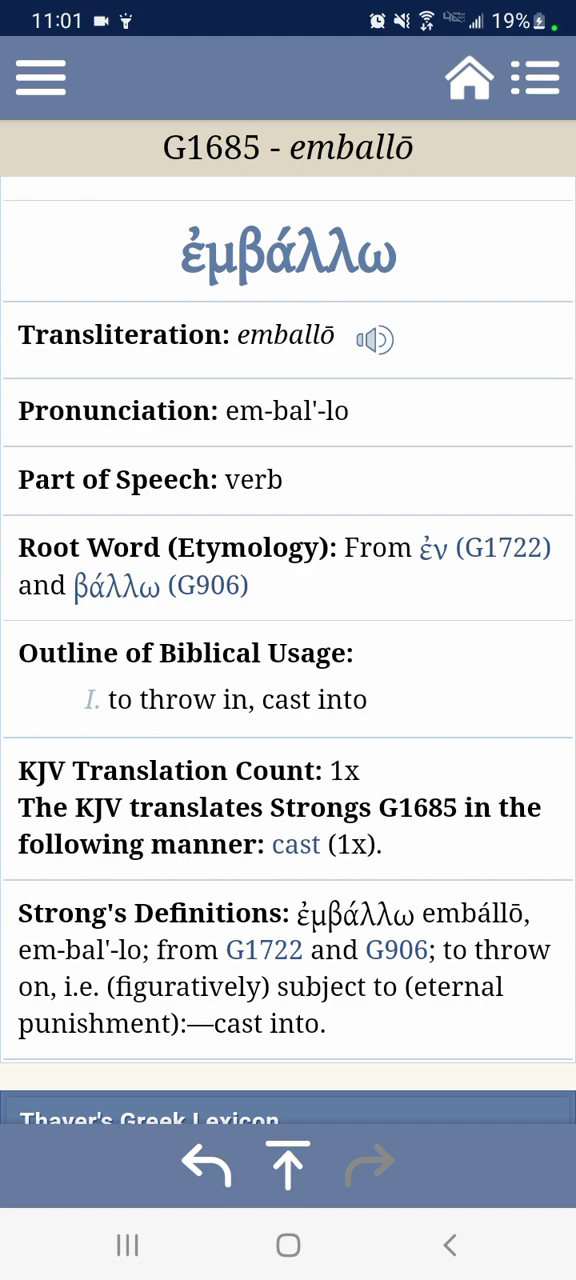 11:01 19%
G1685 - emballō
ἐμβάλλω
Transliteration: emballō
Pronunciation: em-bal'-lo
Part of Speech: verb
Root Word (Etymology): From ἐν (G1722)
and βάλλω (G906)
Outline of Biblical Usage:
I. to throw in, cast into
KJV Translation Count: 1x
The KJV translates Strongs G1685 in the
following manner: cast (1x).
Strong's Definitions: ἐμβάλλω embállō,
em-bal'-lo; from G1722 and G906; to throw
on, i.e. (figuratively) subject to (eternal
punishment):—cast into.
Thayer's Greek Lexicon